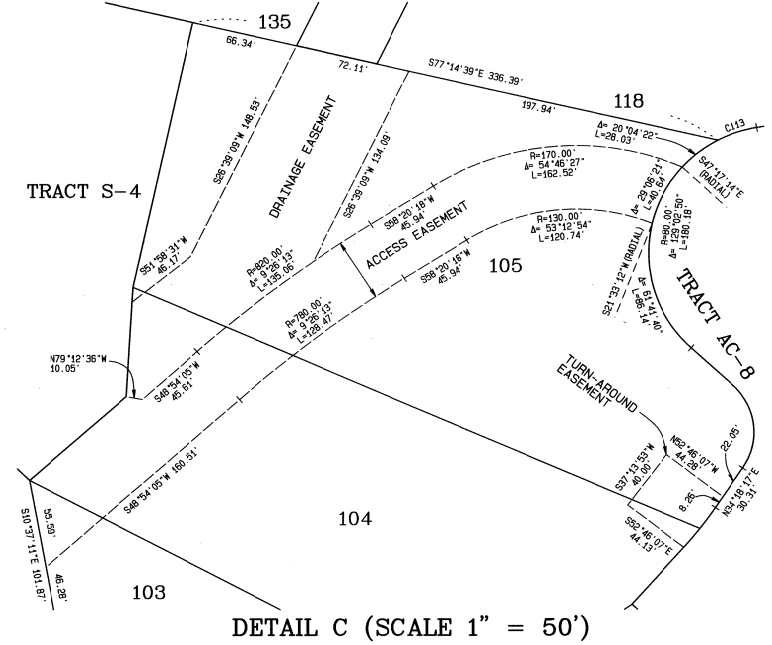 135
66.34'
72.11'
S77°14'39"E 336.39'
197.94'
118
C113
Δ= 20°04'22"
L=28.03'
S47°17'14"E
(RADIAL)
S26°39'09"W 148.53'
DRAINAGE EASEMENT
S26°39'09"W 134.09'
R=170.00'
Δ= 54°46'27"
L=162.52'
Δ= 29°06'21"
L=40.64'
TRACT S-4
S58°20'18"W
45.94'
ACCESS EASEMENT
R=130.00'
Δ= 53°12'54"
L=120.74'
R=80.00'
Δ= 129°02'50"
L=180.18'
S51°58'31"W
46.17'
R=820.00'
Δ= 9°26'13"
L=135.06'
S58°20'16"W
45.94'
105
S21°33'12"W (RADIAL)
Δ= 61°41'40"
L=86.14'
TRACT AC-8
R=780.00'
Δ= 9°26'13"
L=128.47'
N79°12'36"W
10.05'
S48°54'05"W
45.61'
TURN-AROUND
EASEMENT
S48°54'05"W 160.51'
S37°13'53"W
40.00'
N52°46'07"W
44.28'
22.05'
8.26'
N34°18'17"E
30.31'
S52°46'07"E
44.13'
55.59'
S10°37'11"E 101.87'
46.28'
104
103
DETAIL C (SCALE 1" = 50')